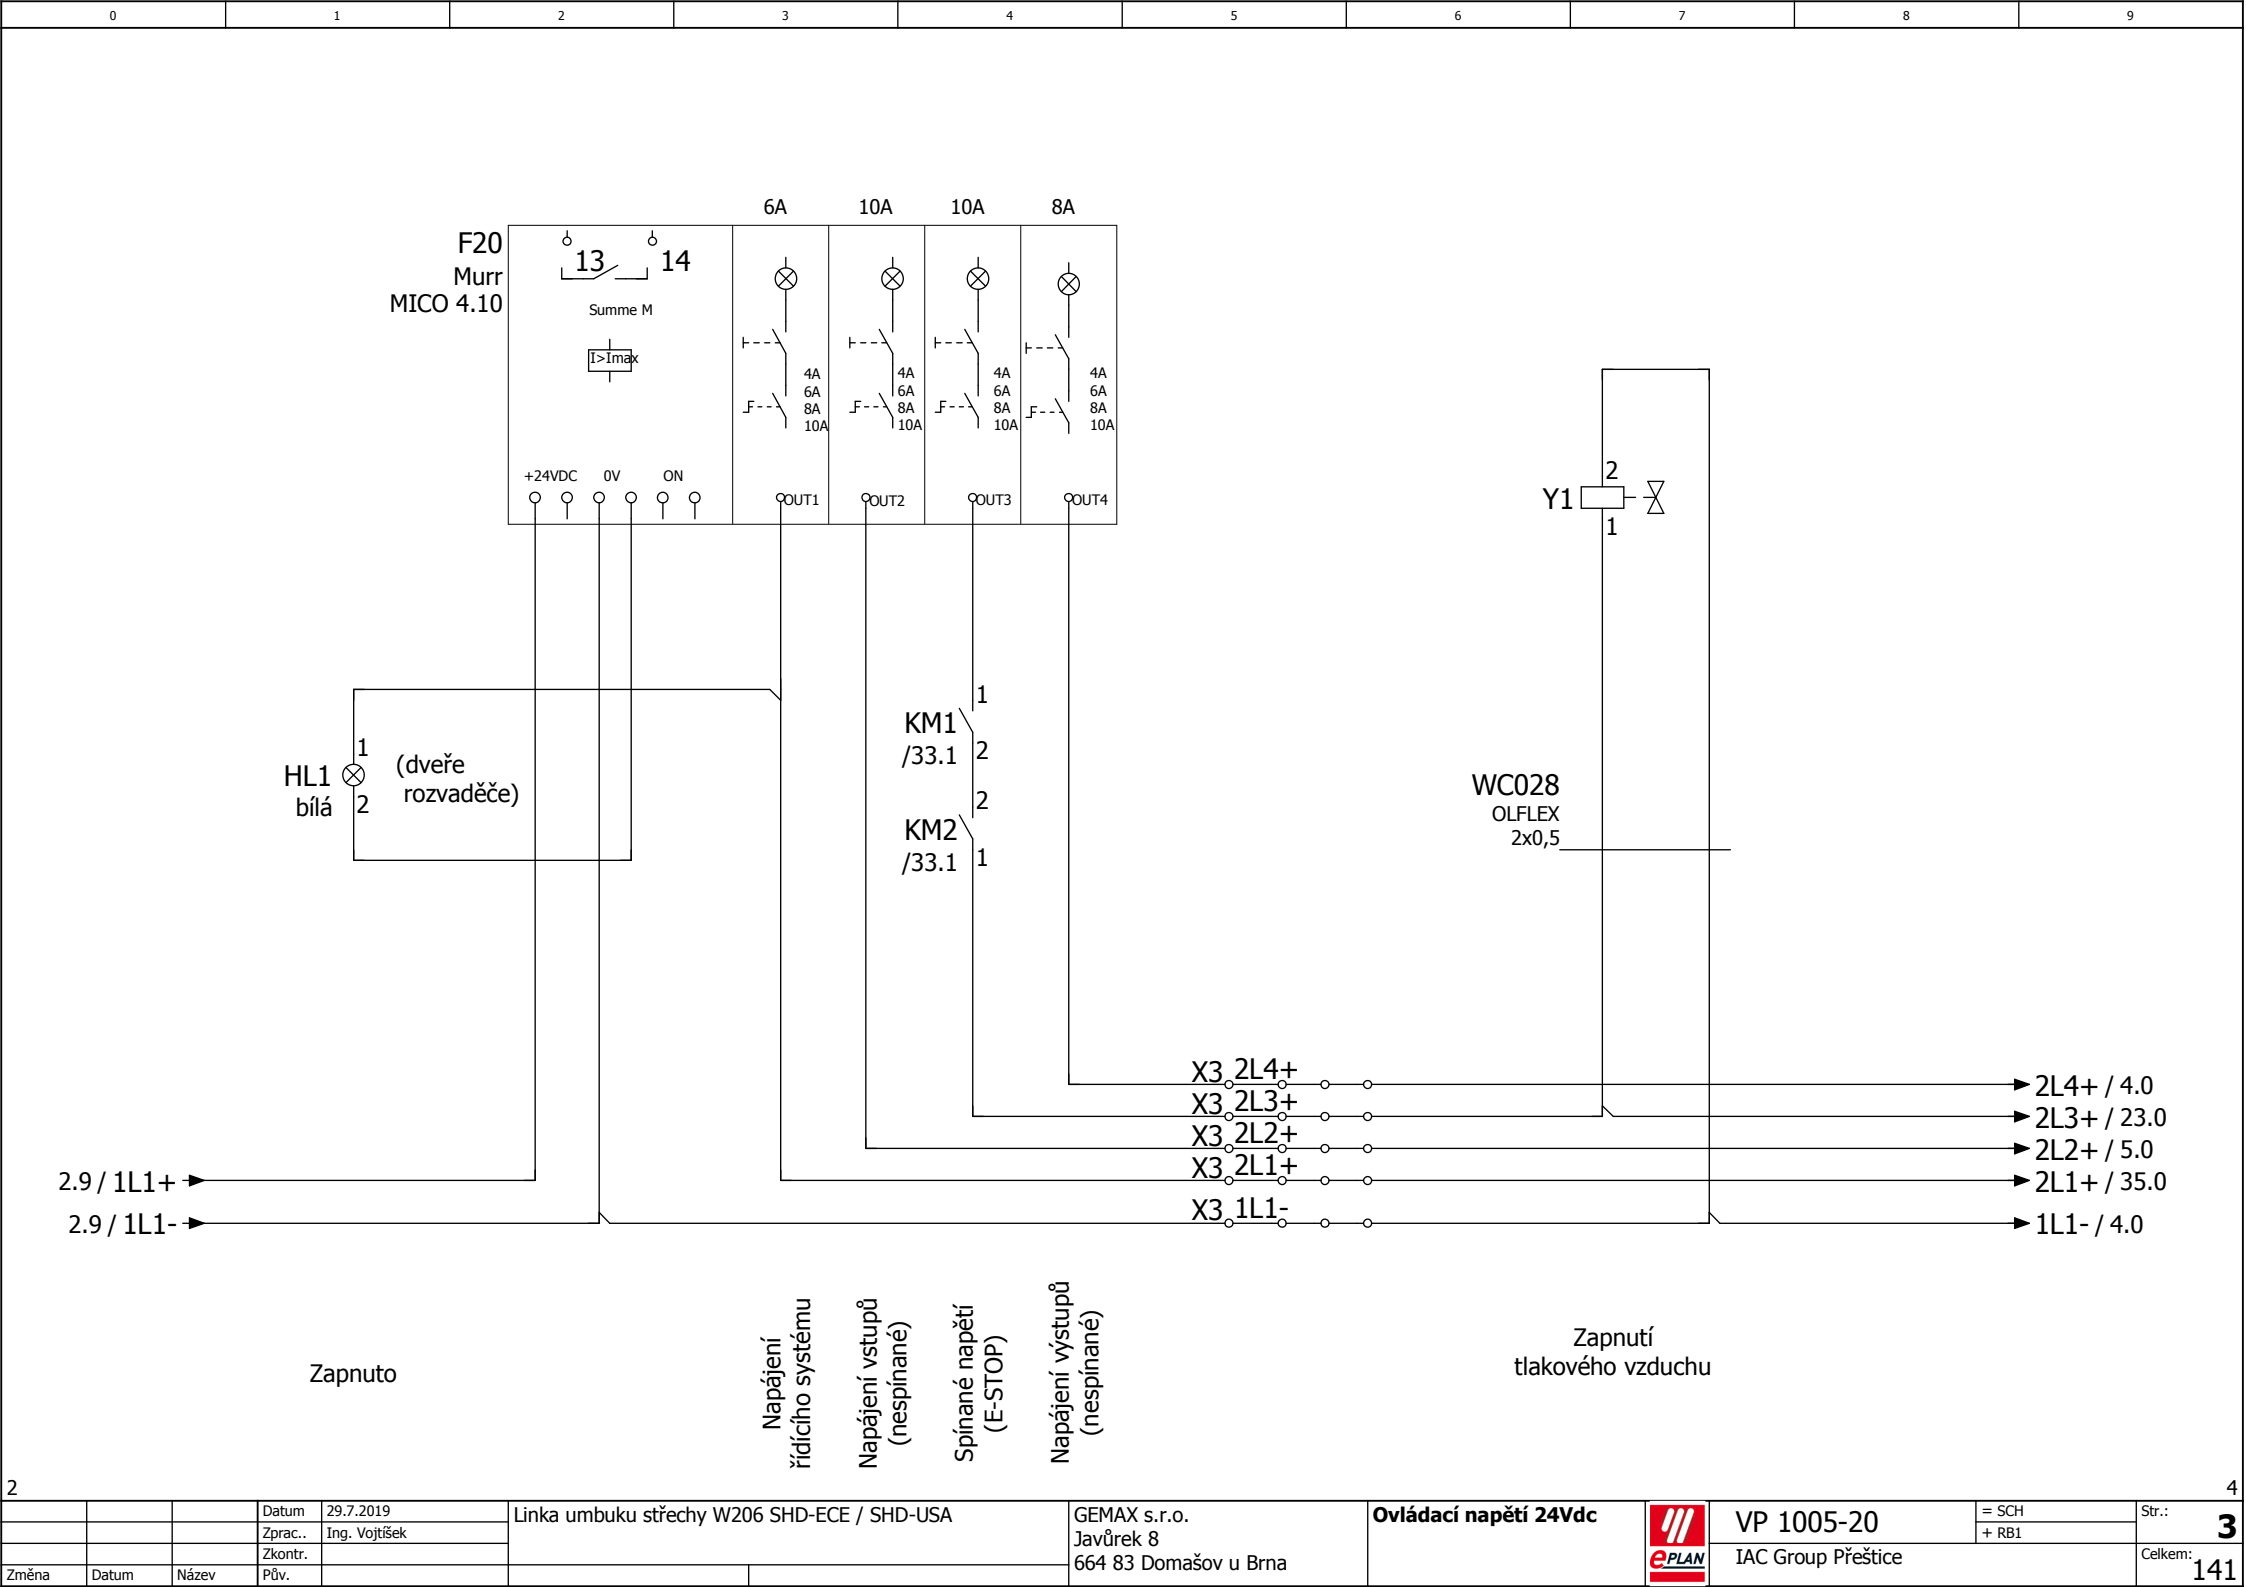 0 1 2 3 4 5 6 7 8 9
6A 10A 10A 8A
F20
Murr
MICO 4.10
13 14
Summe M
I>Imax
4A
6A
8A
10A
4A
6A
8A
10A
4A
6A
8A
10A
4A
6A
8A
10A
+24VDC 0V ON
OUT1 OUT2 OUT3 OUT4
2
Y1
1
1
KM1
/33.1
2
2
KM2
/33.1
1
1
HL1
bílá
2
(dveře
rozvaděče)
WC028
OLFLEX
2x0,5
X3 2L4+
2L4+ / 4.0
X3 2L3+
2L3+ / 23.0
X3 2L2+
2L2+ / 5.0
X3 2L1+
2L1+ / 35.0
X3 1L1-
1L1- / 4.0
2.9 / 1L1+
2.9 / 1L1-
Zapnuto
Napájení
řídícího systému
Napájení vstupů
(nespínané)
Spínané napětí
(E-STOP)
Napájení výstupů
(nespínané)
Zapnutí
tlakového vzduchu
2
4
Datum 29.7.2019
Zprac.. Ing. Vojtíšek
Zkontr.
Změna Datum Název Pův.
Linka umbuku střechy W206 SHD-ECE / SHD-USA
GEMAX s.r.o.
Javůrek 8
664 83 Domašov u Brna
Ovládací napětí 24Vdc
ePLAN
VP 1005-20
IAC Group Přeštice
= SCH
+ RB1
Str.: 3
Celkem: 141